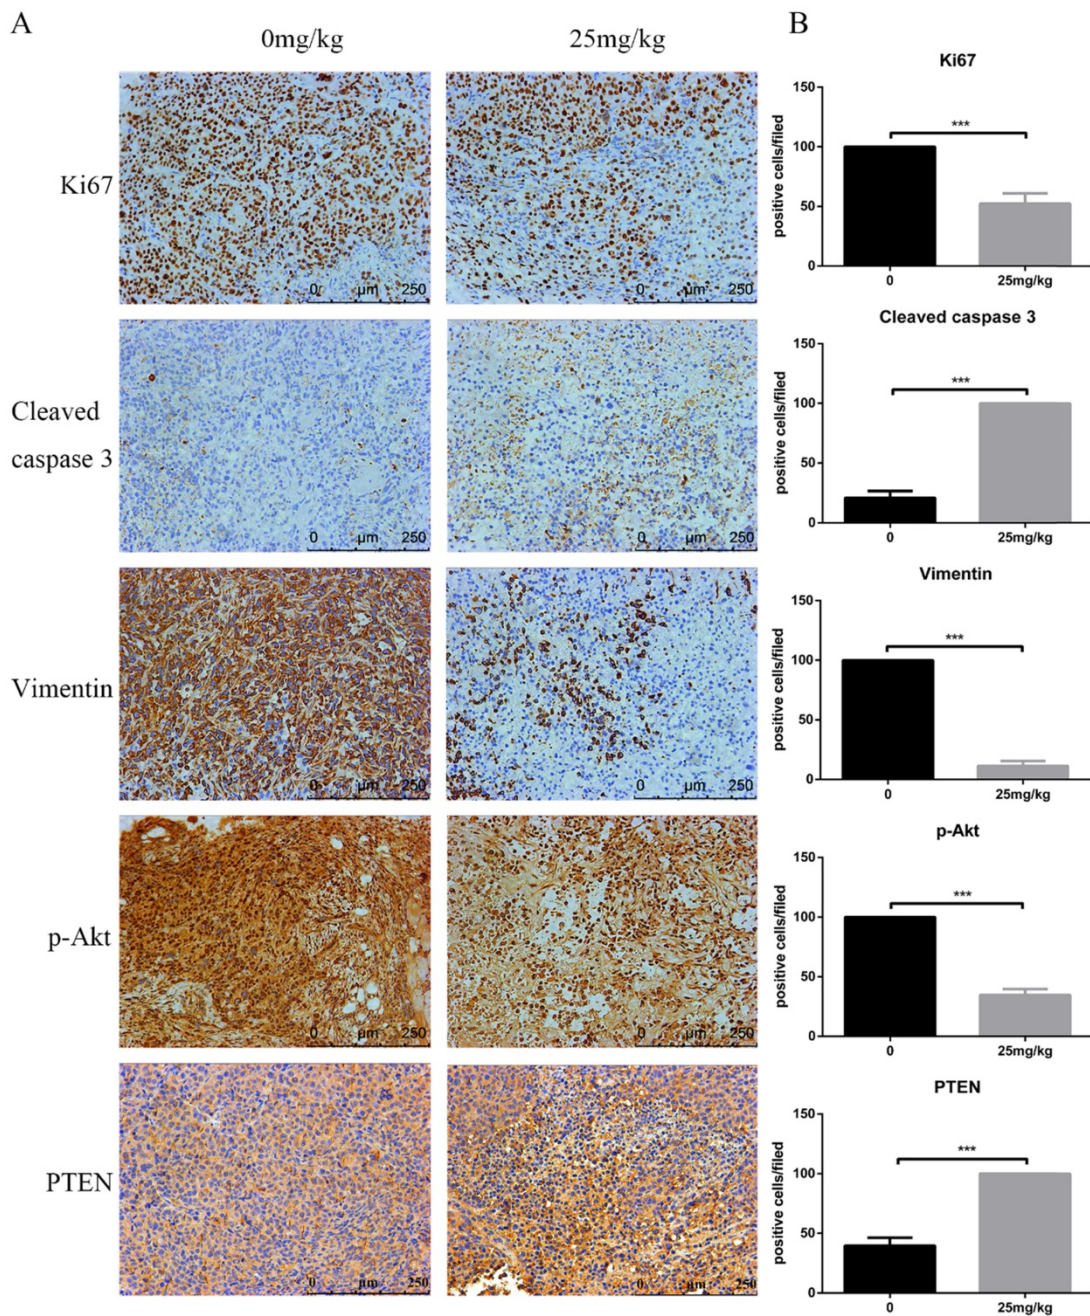 A
B
0mg/kg
25mg/kg
Ki67
0 µm 250
0 µm 250
Ki67
150
100
50
0
positive cells/filed
***
0
25mg/kg
Cleaved
caspase 3
0 µm 250
0 µm 250
Cleaved caspase 3
150
100
50
0
positive cells/filed
***
0
25mg/kg
Vimentin
0 µm 250
0 µm 250
Vimentin
150
100
50
0
positive cells/filed
***
0
25mg/kg
p-Akt
0 µm 250
0 µm 250
p-Akt
150
100
50
0
positive cells/filed
***
0
25mg/kg
PTEN
0 µm 250
0 µm 250
PTEN
150
100
50
0
positive cells/filed
***
0
25mg/kg